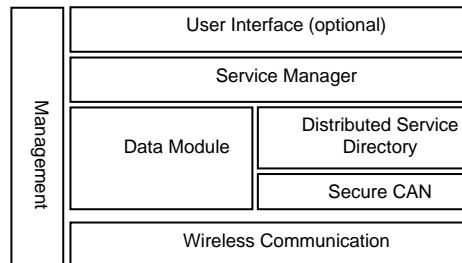 Management
User Interface (optional)
Service Manager
Data Module
Distributed Service
Directory
Secure CAN
Wireless Communication